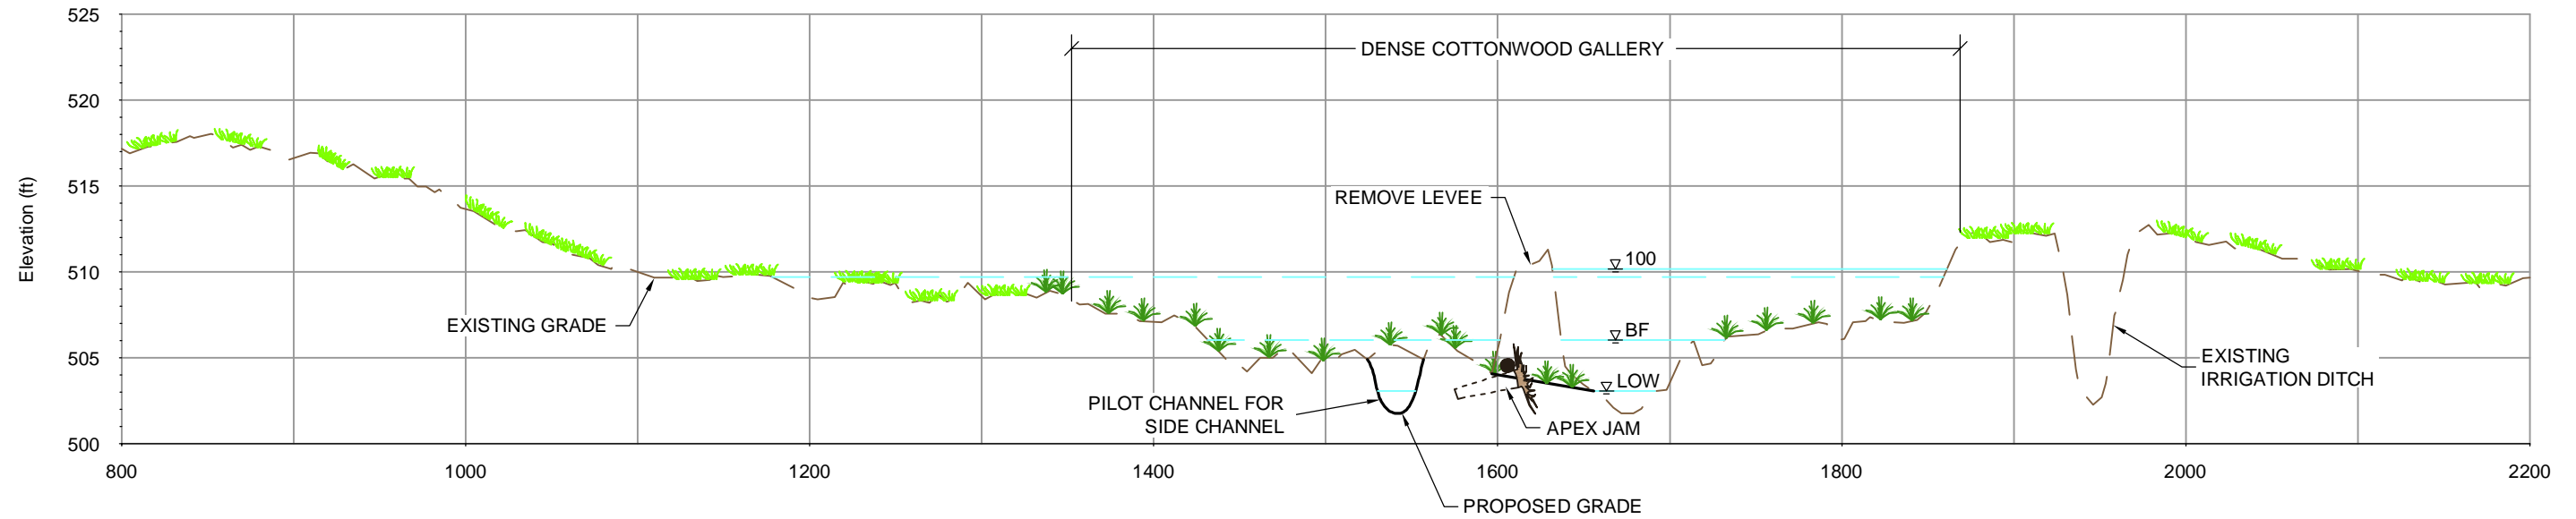 525
DENSE COTTONWOOD GALLERY
520
515
REMOVE LEVEE
510
100
EXISTING GRADE
BF
505
EXISTING
IRRIGATION DITCH
LOW
PILOT CHANNEL FOR
SIDE CHANNEL
APEX JAM
500
Elevation (ft)
800
1000
1200
1400
1600
1800
2000
2200
PROPOSED GRADE